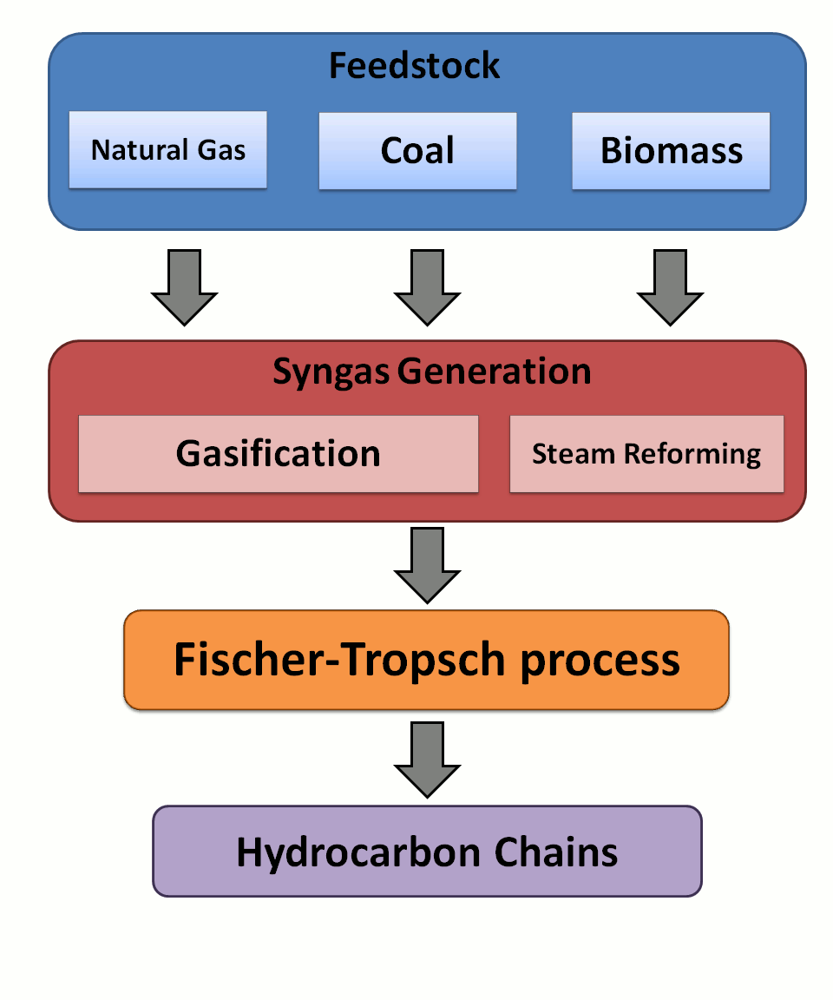 Feedstock
Natural Gas
Coal
Biomass
Syngas Generation
Gasification
Steam Reforming
Fischer-Tropsch process
Hydrocarbon Chains